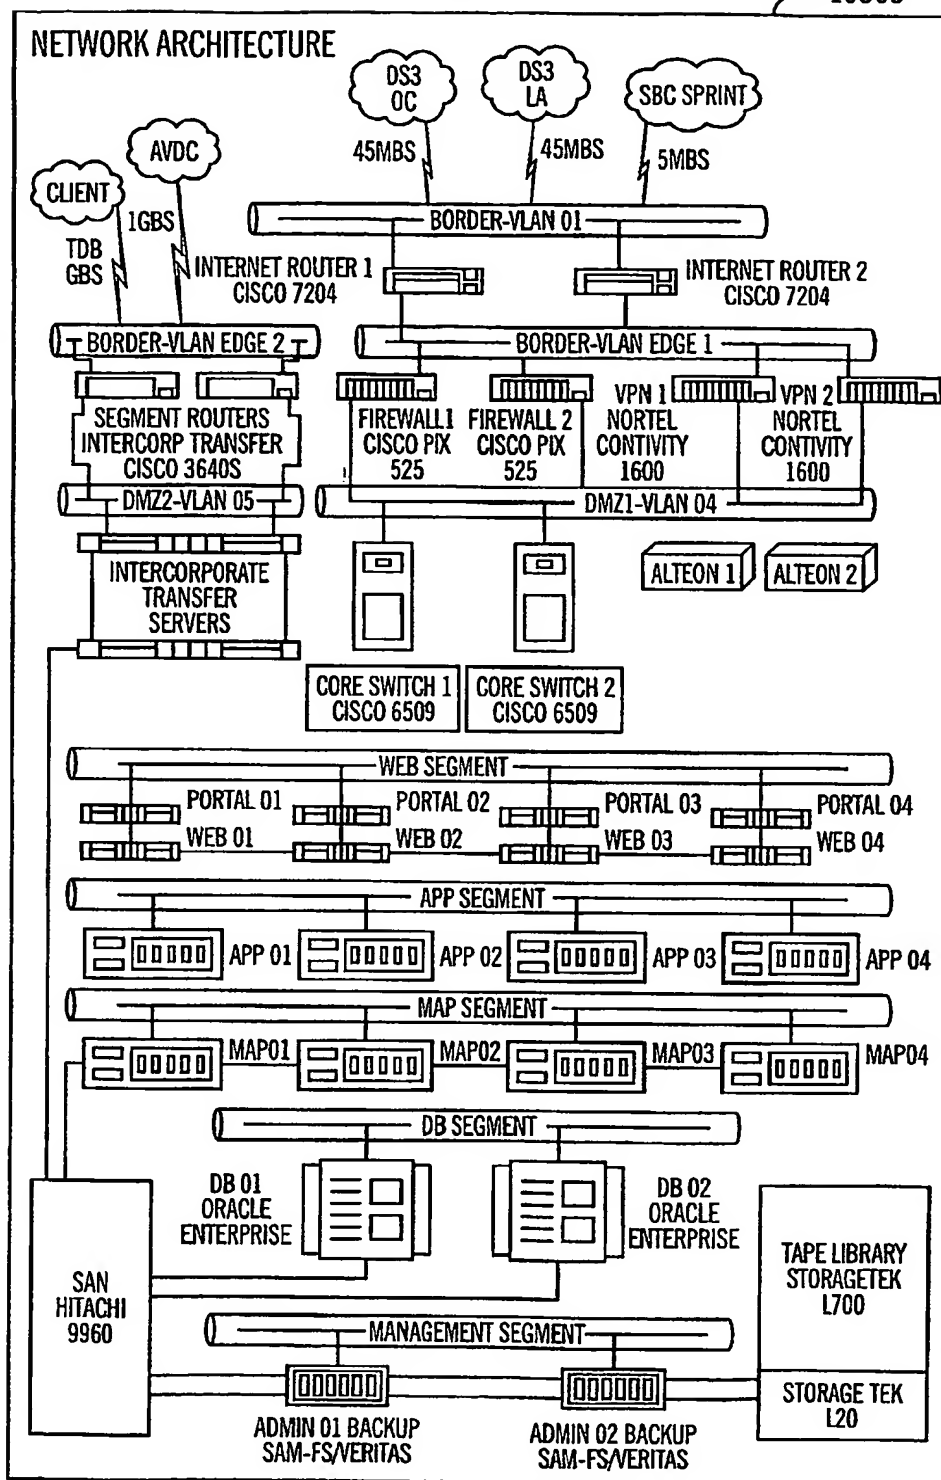 NETWORK ARCHITECTURE
DS3
OC
DS3
LA
SBC SPRINT
45MBS
45MBS
5MBS
AVDC
CLIENT
1GBS
TDB
GBS
BORDER-VLAN 01
INTERNET ROUTER 1
CISCO 7204
INTERNET ROUTER 2
CISCO 7204
BORDER-VLAN EDGE 2
BORDER-VLAN EDGE 1
SEGMENT ROUTERS
INTERCORP TRANSFER
CISCO 3640S
FIREWALL1
CISCO PIX
525
FIREWALL 2
CISCO PIX
525
VPN 1
NORTEL
CONTIVITY
1600
VPN 2
NORTEL
CONTIVITY
1600
DMZ2-VLAN 05
DMZ1-VLAN 04
INTERCORPORATE
TRANSFER
SERVERS
ALTEON 1
ALTEON 2
CORE SWITCH 1
CISCO 6509
CORE SWITCH 2
CISCO 6509
WEB SEGMENT
PORTAL 01
PORTAL 02
PORTAL 03
PORTAL 04
WEB 01
WEB 02
WEB 03
WEB 04
APP SEGMENT
APP 01
APP 02
APP 03
APP 04
MAP SEGMENT
MAP01
MAP02
MAP03
MAP04
DB SEGMENT
DB 01
ORACLE
ENTERPRISE
DB 02
ORACLE
ENTERPRISE
SAN
HITACHI
9960
TAPE LIBRARY
STORAGETEK
L700
MANAGEMENT SEGMENT
STORAGE TEK
L20
ADMIN 01 BACKUP
SAM-FS/VERITAS
ADMIN 02 BACKUP
SAM-FS/VERITAS